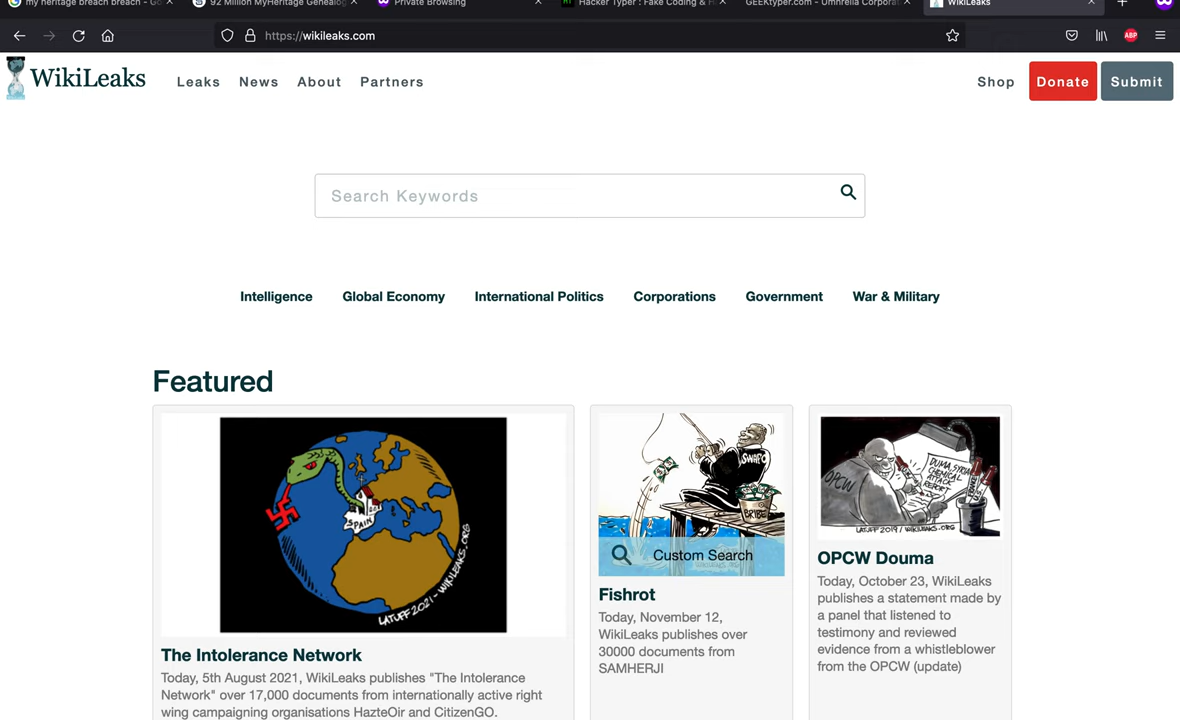 my heritage breach breach - Go
92 Million MyHeritage Genealog
Private Browsing
Hacker Typer : Fake Coding & H
GEEKtyper.com - Umbrella Corporat
WikiLeaks
https://wikileaks.com
ABP
WikiLeaks
Leaks
News
About
Partners
Shop
Donate
Submit
Search Keywords
Intelligence
Global Economy
International Politics
Corporations
Government
War & Military
Featured
SPAIN
LATUFF 2021 - WIKILEAKS.ORG
The Intolerance Network
Today, 5th August 2021, WikiLeaks publishes "The Intolerance
Network" over 17,000 documents from internationally active right
wing campaigning organisations HazteOir and CitizenGO.
SWAPO
BRIBE
Custom Search
Fishrot
Today, November 12,
WikiLeaks publishes over
30000 documents from
SAMHERJI
OPCW
DUMA SYRIA
CHEMICAL
ATTACK
REPORT
LATUFF 2019 / WIKILEAKS.ORG
OPCW Douma
Today, October 23, WikiLeaks
publishes a statement made by
a panel that listened to
testimony and reviewed
evidence from a whistleblower
from the OPCW (update)